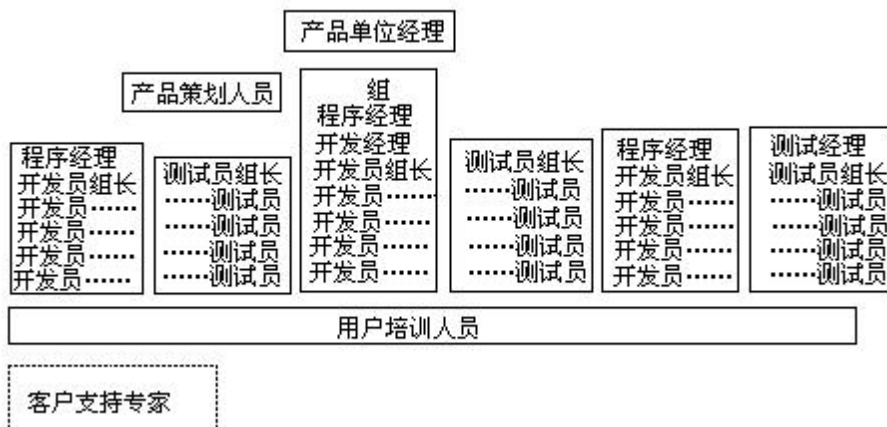 产品单位经理
产品策划人员
程序经理
开发员组长
开发员……
开发员……
开发员……
开发员……
测试员组长
……测试员
……测试员
……测试员
……测试员
组
程序经理
开发经理
开发员组长
开发员……
开发员……
开发员……
开发员……
测试员组长
……测试员
……测试员
……测试员
……测试员
程序经理
开发员组长
开发员……
开发员……
开发员……
开发员……
测试经理
测试员组长
……测试员
……测试员
……测试员
……测试员
用户培训人员
客户支持专家